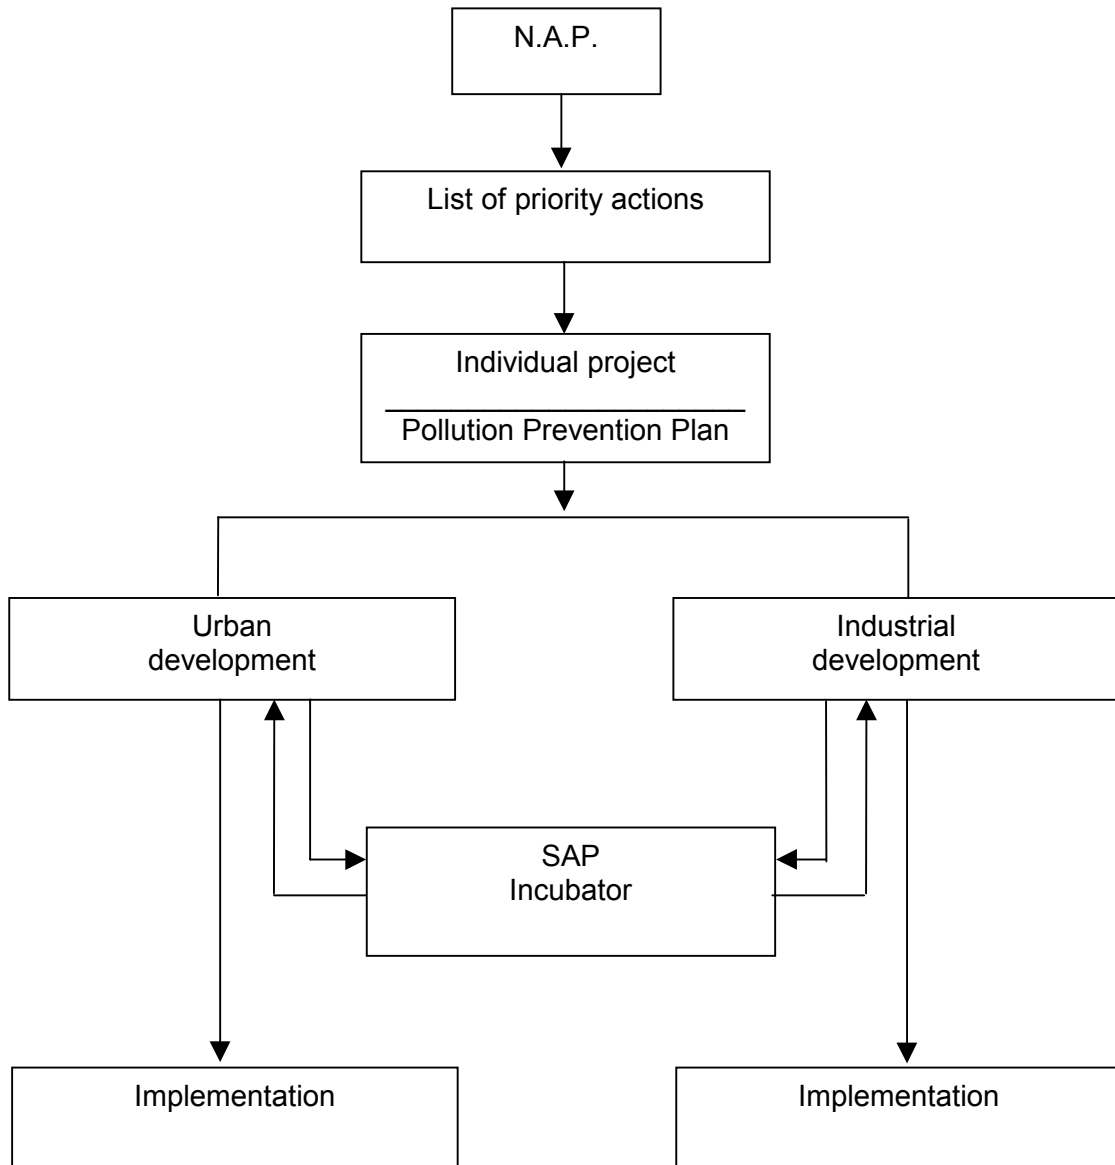 N.A.P.
List of priority actions
Individual project
Pollution Prevention Plan
Urban
development
Industrial
development
SAP
Incubator
Implementation
Implementation